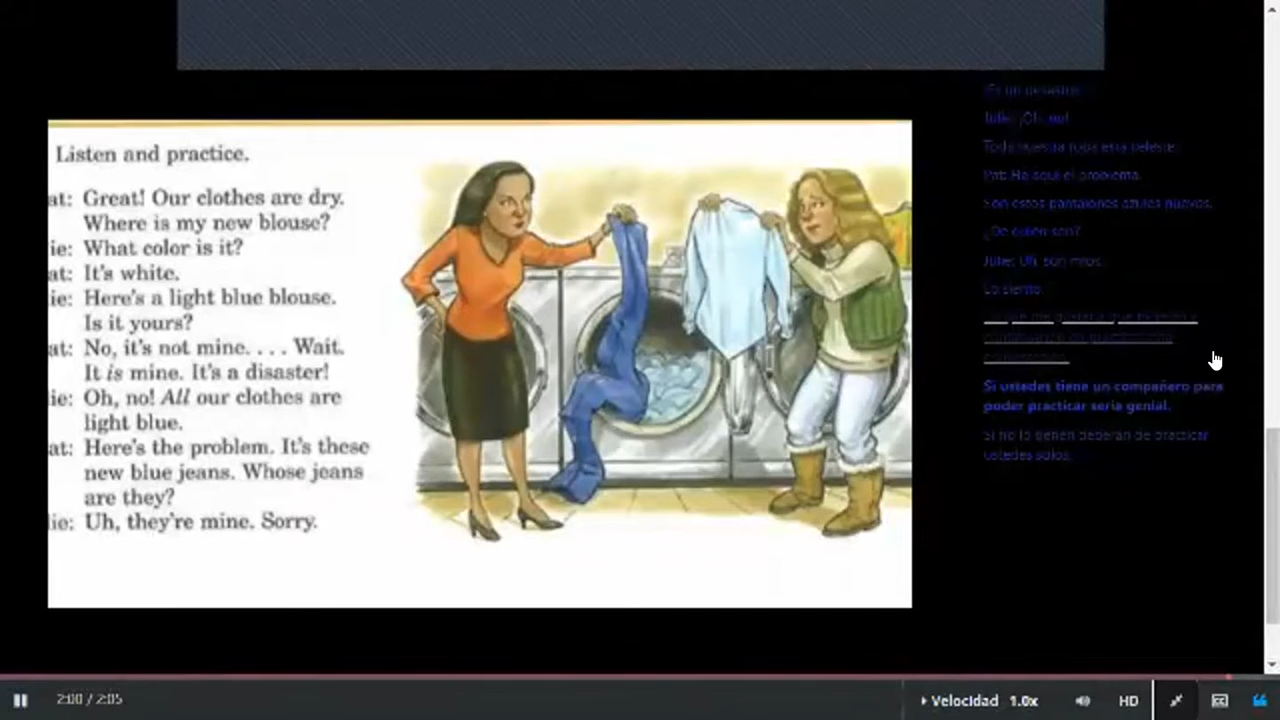 Listen and practice.
at: Great! Our clothes are dry.
Where is my new blouse?
ie: What color is it?
at: It's white.
ie: Here's a light blue blouse.
Is it yours?
at: No, it's not mine. . . . Wait.
It is mine. It's a disaster!
ie: Oh, no! All our clothes are
light blue.
at: Here's the problem. It's these
new blue jeans. Whose jeans
are they?
lie: Uh, they're mine. Sorry.
Julie: ¡Oh, no!
Toda nuestra ropa esta celeste.
Pat: He aquí el problema.
Son estos pantalones azules nuevos.
¿De quién son?
Julie: Uh, son míos.
Lo siento.
Si ustedes tiene un compañero para
poder practicar sería genial.
Si no lo tienen deberán de practicar
ustedes solos.
2:00 / 2:05
Velocidad 1.0x
HD